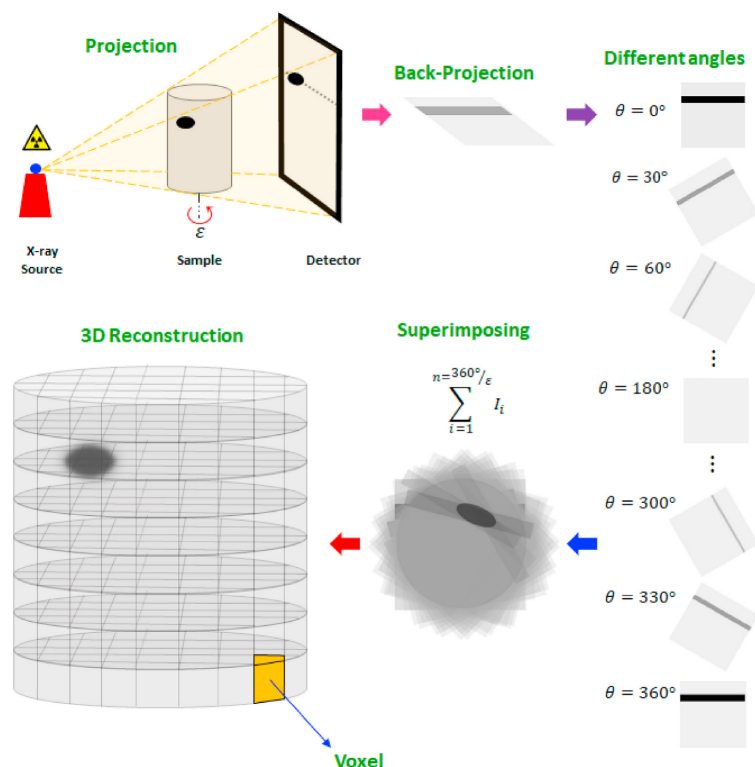 Projection
Back-Projection
Different angles
θ = 0°
θ = 30°
θ = 60°
ε
X-ray
Source
Sample
Detector
3D Reconstruction
Superimposing
n=360°/ε
∑ I_i
i=1
⋮
θ = 180°
⋮
θ = 300°
θ = 330°
θ = 360°
Voxel